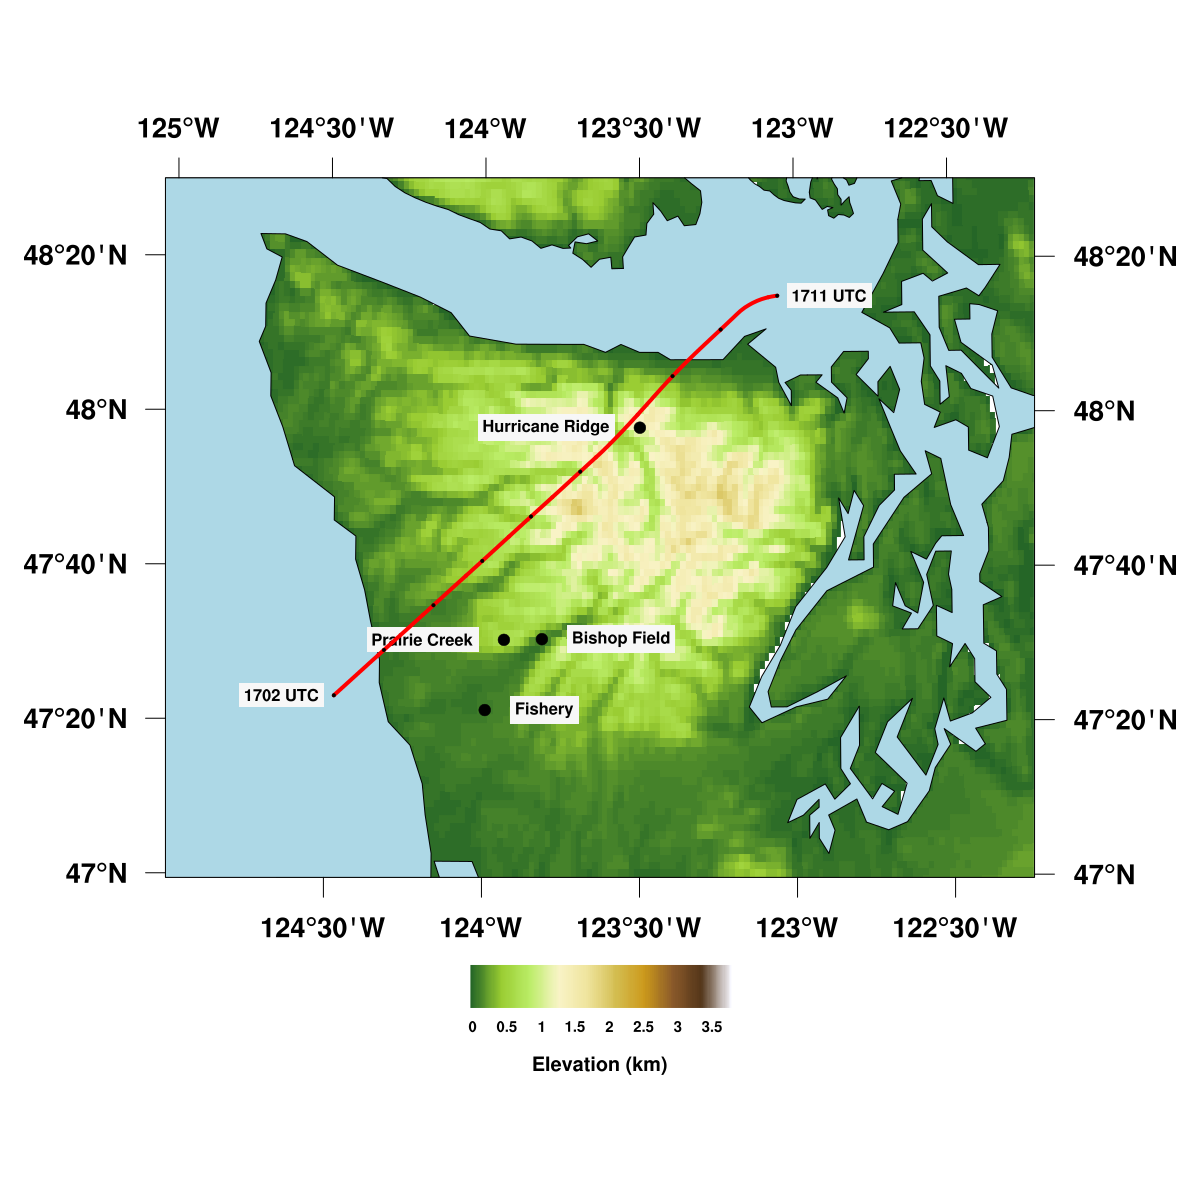 125°W 124°30'W 124°W 123°30'W 123°W 122°30'W
48°20'N 48°20'N
1711 UTC
48°N 48°N
Hurricane Ridge
47°40'N 47°40'N
Prairie Creek Bishop Field
1702 UTC
Fishery
47°20'N 47°20'N
47°N 47°N
124°30'W 124°W 123°30'W 123°W 122°30'W
0 0.5 1 1.5 2 2.5 3 3.5
Elevation (km)